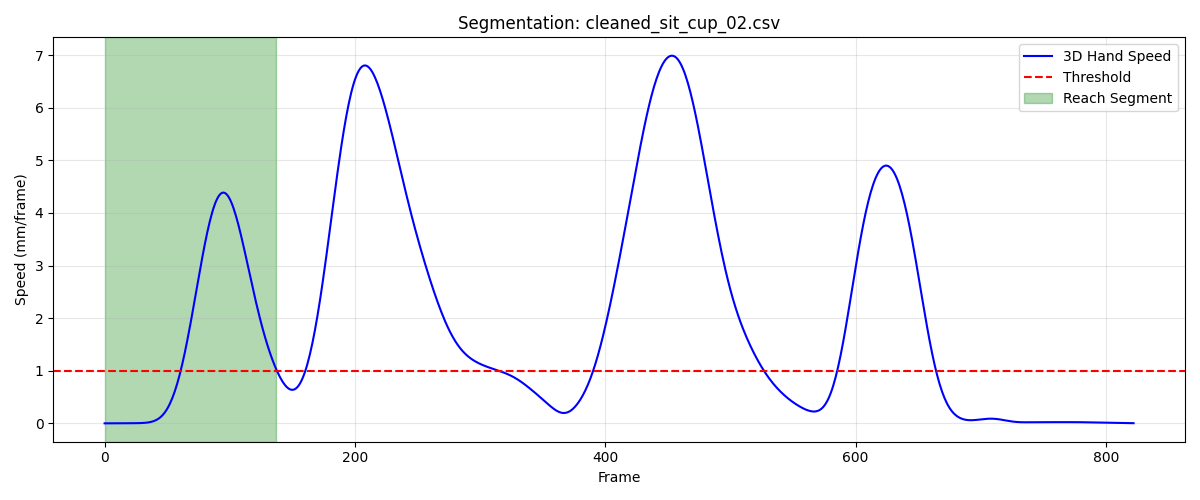 Segmentation: cleaned_sit_cup_02.csv
3D Hand Speed
Threshold
Reach Segment
Speed (mm/frame)
7
6
5
4
3
2
1
0
0 200 400 600 800
Frame